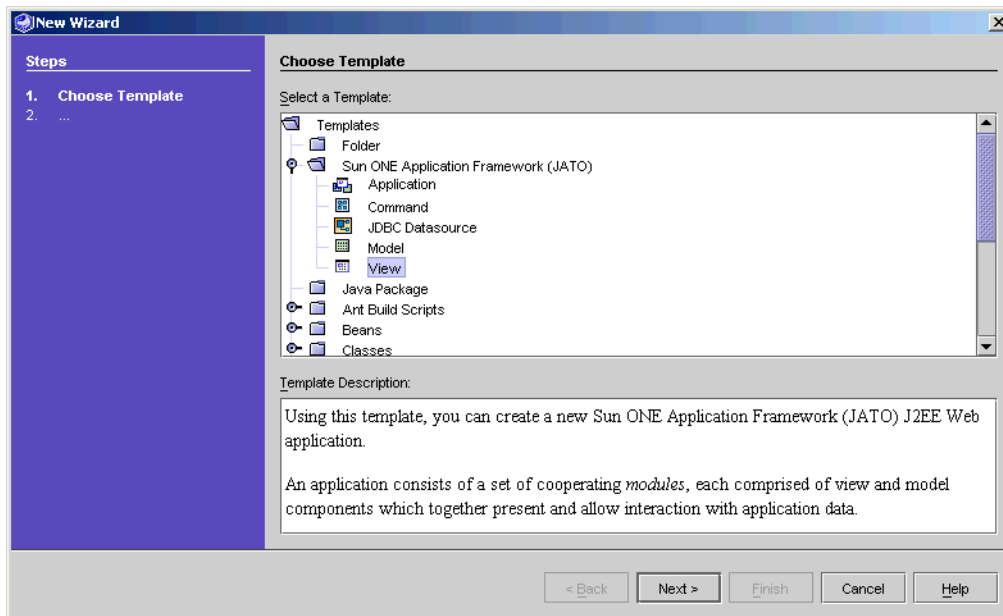 New Wizard
Steps
1. Choose Template
2. ...
Choose Template
Select a Template:
Templates
Folder
Sun ONE Application Framework (JATO)
Application
Command
JDBC Datasource
Model
View
Java Package
Ant Build Scripts
Beans
Classes
Template Description:
Using this template, you can create a new Sun ONE Application Framework (JATO) J2EE Web
application.
An application consists of a set of cooperating modules, each comprised of view and model
components which together present and allow interaction with application data.
< Back
Next >
Finish
Cancel
Help